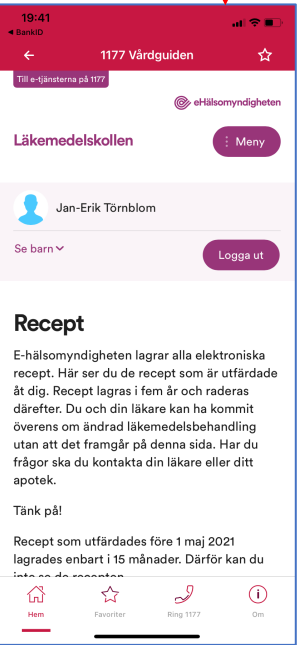 19:41
◀ BankID
1177 Vårdguiden
Till e-tjänsterna på 1177
eHälsomyndigheten
Läkemedelskollen
Meny
Jan-Erik Törnblom
Se barn
Logga ut
Recept
E-hälsomyndigheten lagrar alla elektroniska
recept. Här ser du de recept som är utfärdade
åt dig. Recept lagras i fem år och raderas
därefter. Du och din läkare kan ha kommit
överens om ändrad läkemedelsbehandling
utan att det framgår på denna sida. Har du
frågor ska du kontakta din läkare eller ditt
apotek.
Tänk på!
Recept som utfärdades före 1 maj 2021
lagrades enbart i 15 månader. Därför kan du
inte se de recepten
Hem
Favoriter
Ring 1177
Om